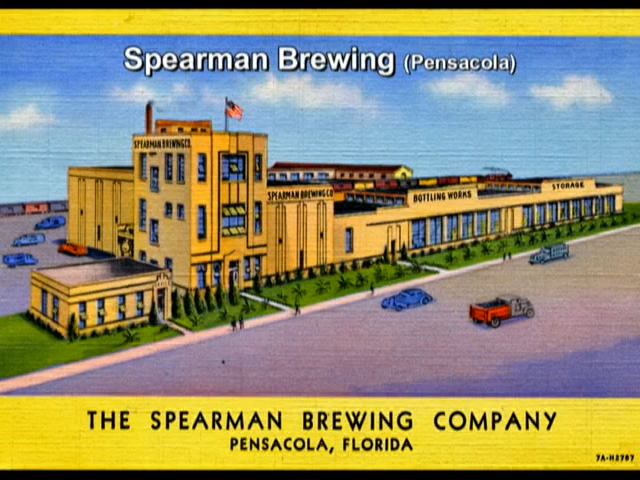 Spearman Brewing (Pensacola)
SPEARMAN BREWING CO.
SPEARMAN BREWING CO
BOTTLING WORKS
STORAGE
THE SPEARMAN BREWING COMPANY
PENSACOLA, FLORIDA
7A-H2787